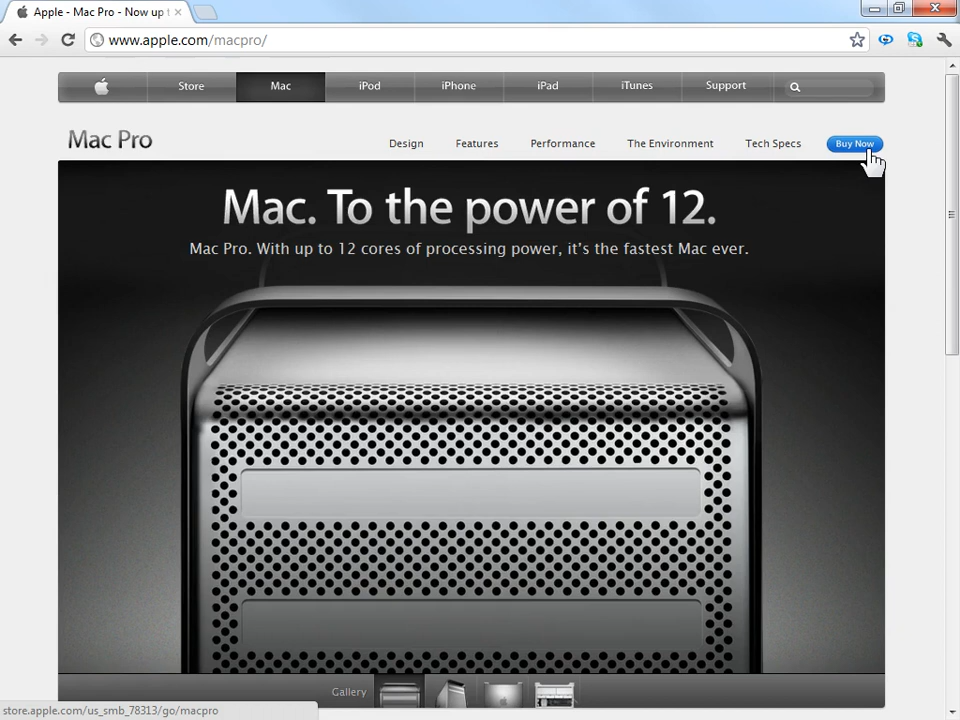 Apple - Mac Pro - Now up t
www.apple.com/macpro/
Store
Mac
iPod
iPhone
iPad
iTunes
Support
Mac Pro
Design
Features
Performance
The Environment
Tech Specs
Buy Now
Mac. To the power of 12.
Mac Pro. With up to 12 cores of processing power, it's the fastest Mac ever.
Gallery
store.apple.com/us_smb_78313/go/macpro